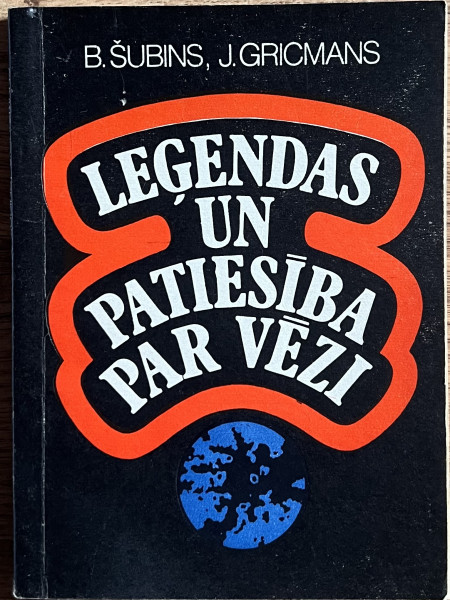 B. ŠUBINS, J. GRICMANS
LEĢENDAS
UN
PATIESĪBA
PAR VĒZI